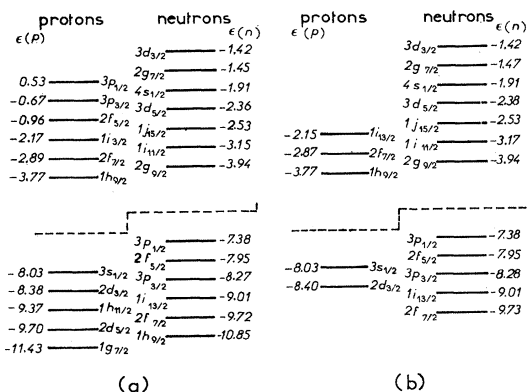 protons neutrons
ε(p) ε(n)
3d3/2 -1.42
2g7/2 -1.45
0.53 3p1/2
4s1/2 -1.91
-0.67 3p3/2
3d5/2 -2.36
-0.96 2f5/2
1j15/2 -2.53
-2.17 1i3/2
1i11/2 -3.15
-2.89 2f7/2
2g9/2 -3.94
-3.77 1h9/2
3p1/2 -7.38
2f5/2 -7.95
-8.03 3s1/2
3p3/2 -8.27
-8.38 2d3/2
1i13/2 -9.01
-9.37 1h11/2
2f7/2 -9.72
-9.70 2d5/2
1h9/2 -10.85
-11.43 1g7/2
(a)
protons neutrons
ε(p) ε(n)
3d3/2 -1.42
2g7/2 -1.47
4s1/2 -1.91
3d5/2 -2.38
1j15/2 -2.53
-2.15 1i13/2
1i11/2 -3.17
-2.87 2f7/2
2g9/2 -3.94
-3.77 1h9/2
3p1/2 -7.38
2f5/2 -7.95
-8.03 3s1/2
3p3/2 -8.28
-8.40 2d3/2
1i13/2 -9.01
2f7/2 -9.73
(b)